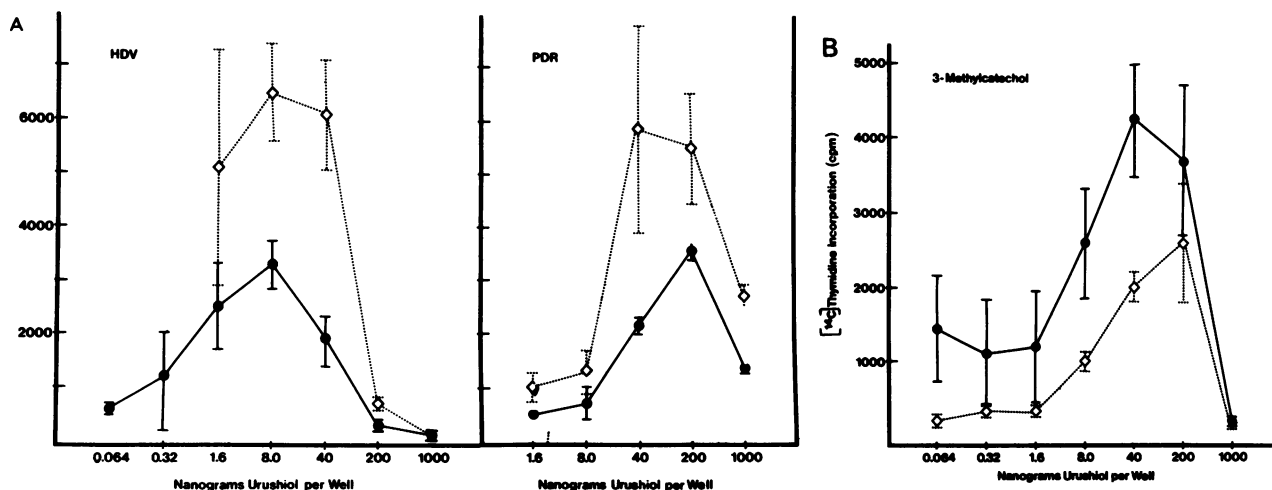 A
HDV
6000
4000
2000
0.064 0.32 1.6 8.0 40 200 1000
Nanograms Urushiol per Well
PDR
1.6 8.0 40 200 1000
Nanograms Urushiol per Well
B
3-Methylcatechol
[14C]Thymidine Incorporation (cpm)
5000
4000
3000
2000
1000
0.064 0.32 1.6 8.0 40 200 1000
Nanograms Urushiol per Well